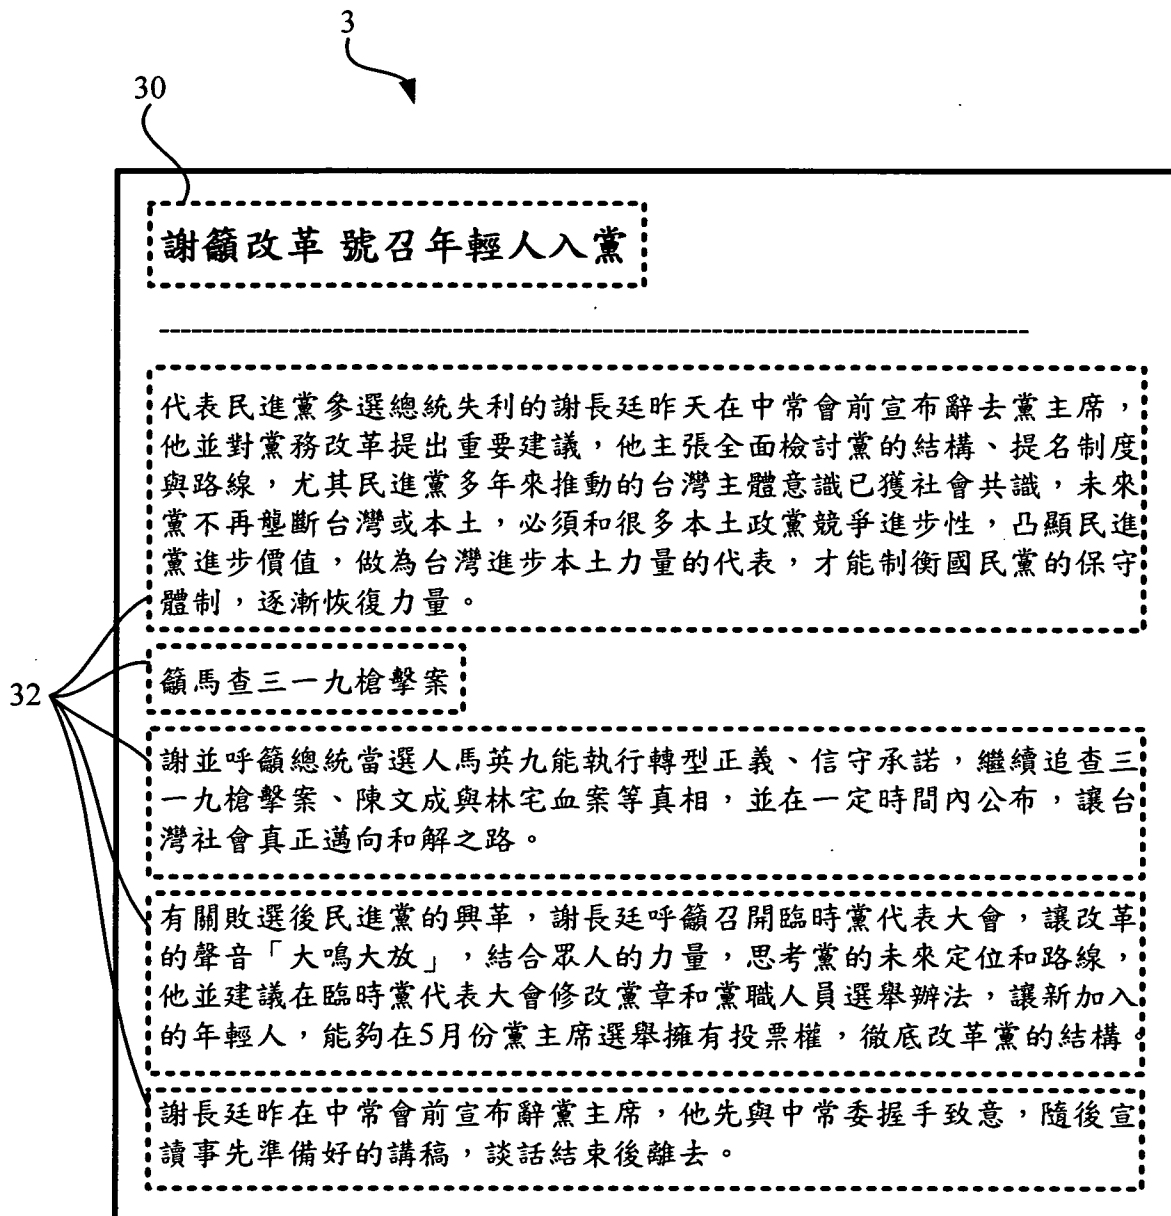 3
30
謝籲改革 號召年輕人入黨
代表民進黨參選總統失利的謝長廷昨天在中常會前宣布辭去黨主席，
他並對黨務改革提出重要建議，他主張全面檢討黨的結構、提名制度
與路線，尤其民進黨多年來推動的台灣主體意識已獲社會共識，未來
黨不再壟斷台灣或本土，必須和很多本土政黨競爭進步性，凸顯民進
黨進步價值，做為台灣進步本土力量的代表，才能制衡國民黨的保守
體制，逐漸恢復力量。
籲馬查三一九槍擊案
32
謝並呼籲總統當選人馬英九能執行轉型正義、信守承諾，繼續追查三
一九槍擊案、陳文成與林宅血案等真相，並在一定時間內公布，讓台
灣社會真正邁向和解之路。
有關敗選後民進黨的興革，謝長廷呼籲召開臨時黨代表大會，讓改革
的聲音「大鳴大放」，結合眾人的力量，思考黨的未來定位和路線，
他並建議在臨時黨代表大會修改黨章和黨職人員選舉辦法，讓新加入
的年輕人，能夠在5月份黨主席選舉擁有投票權，徹底改革黨的結構。
謝長廷昨在中常會前宣布辭黨主席，他先與中常委握手致意，隨後宣
讀事先準備好的講稿，談話結束後離去。